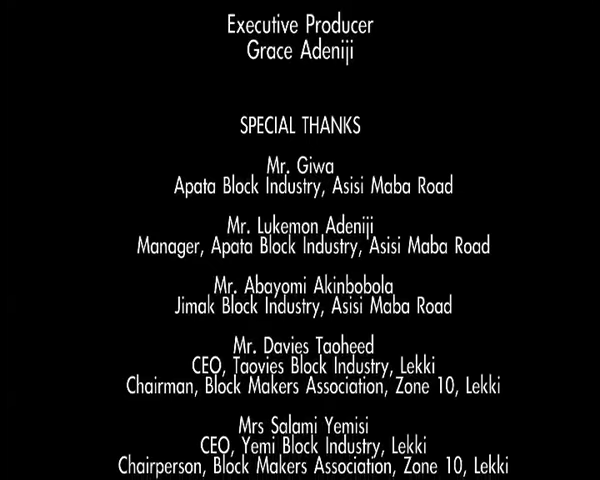 Executive Producer
Grace Adeniji
SPECIAL THANKS
Mr. Giwa
Apata Block Industry, Asisi Maba Road
Mr. Lukemon Adeniji
Manager, Apata Block Industry, Asisi Maba Road
Mr. Abayomi Akinbobola
Jimak Block Industry, Asisi Maba Road
Mr. Davies Taoheed
CEO, Taovies Block Industry, Lekki
Chairman, Block Makers Association, Zone 10, Lekki
Mrs Salami Yemisi
CEO, Yemi Block Industry, Lekki
Chairperson, Block Makers Association, Zone 10, Lekki